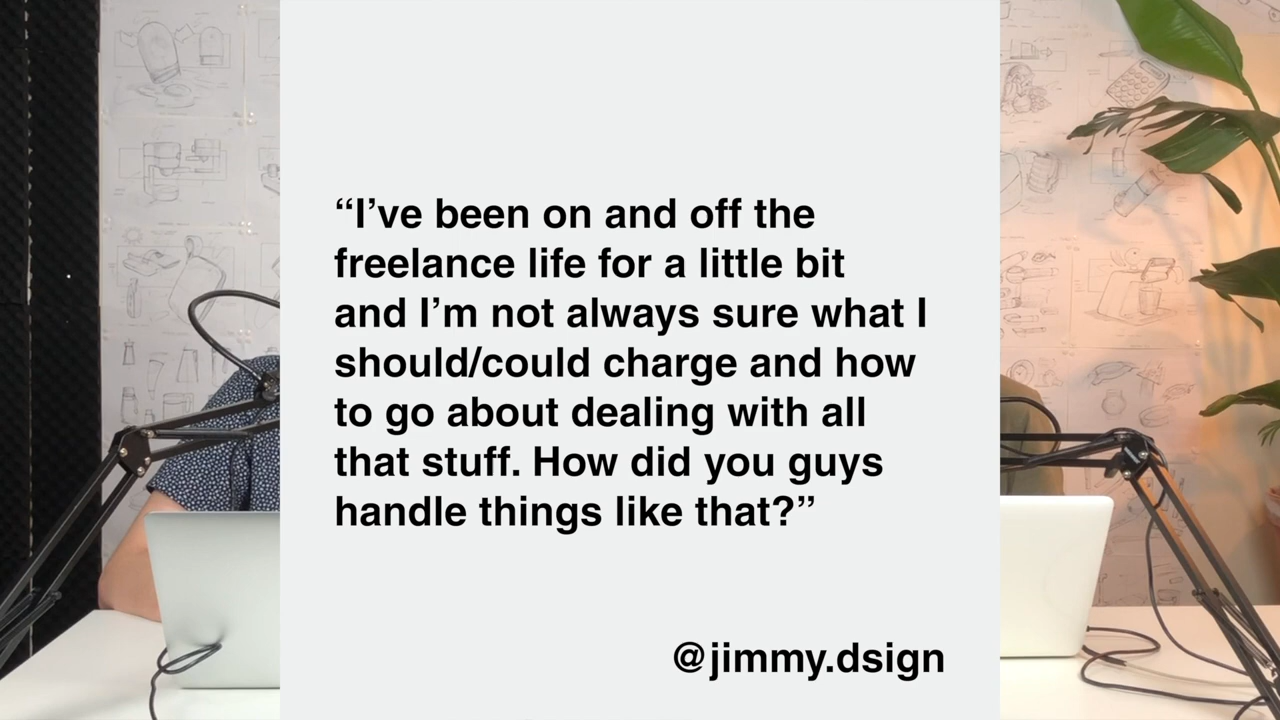 “I’ve been on and off the
freelance life for a little bit
and I’m not always sure what I
should/could charge and how
to go about dealing with all
that stuff. How did you guys
handle things like that?”
@jimmy.dsign